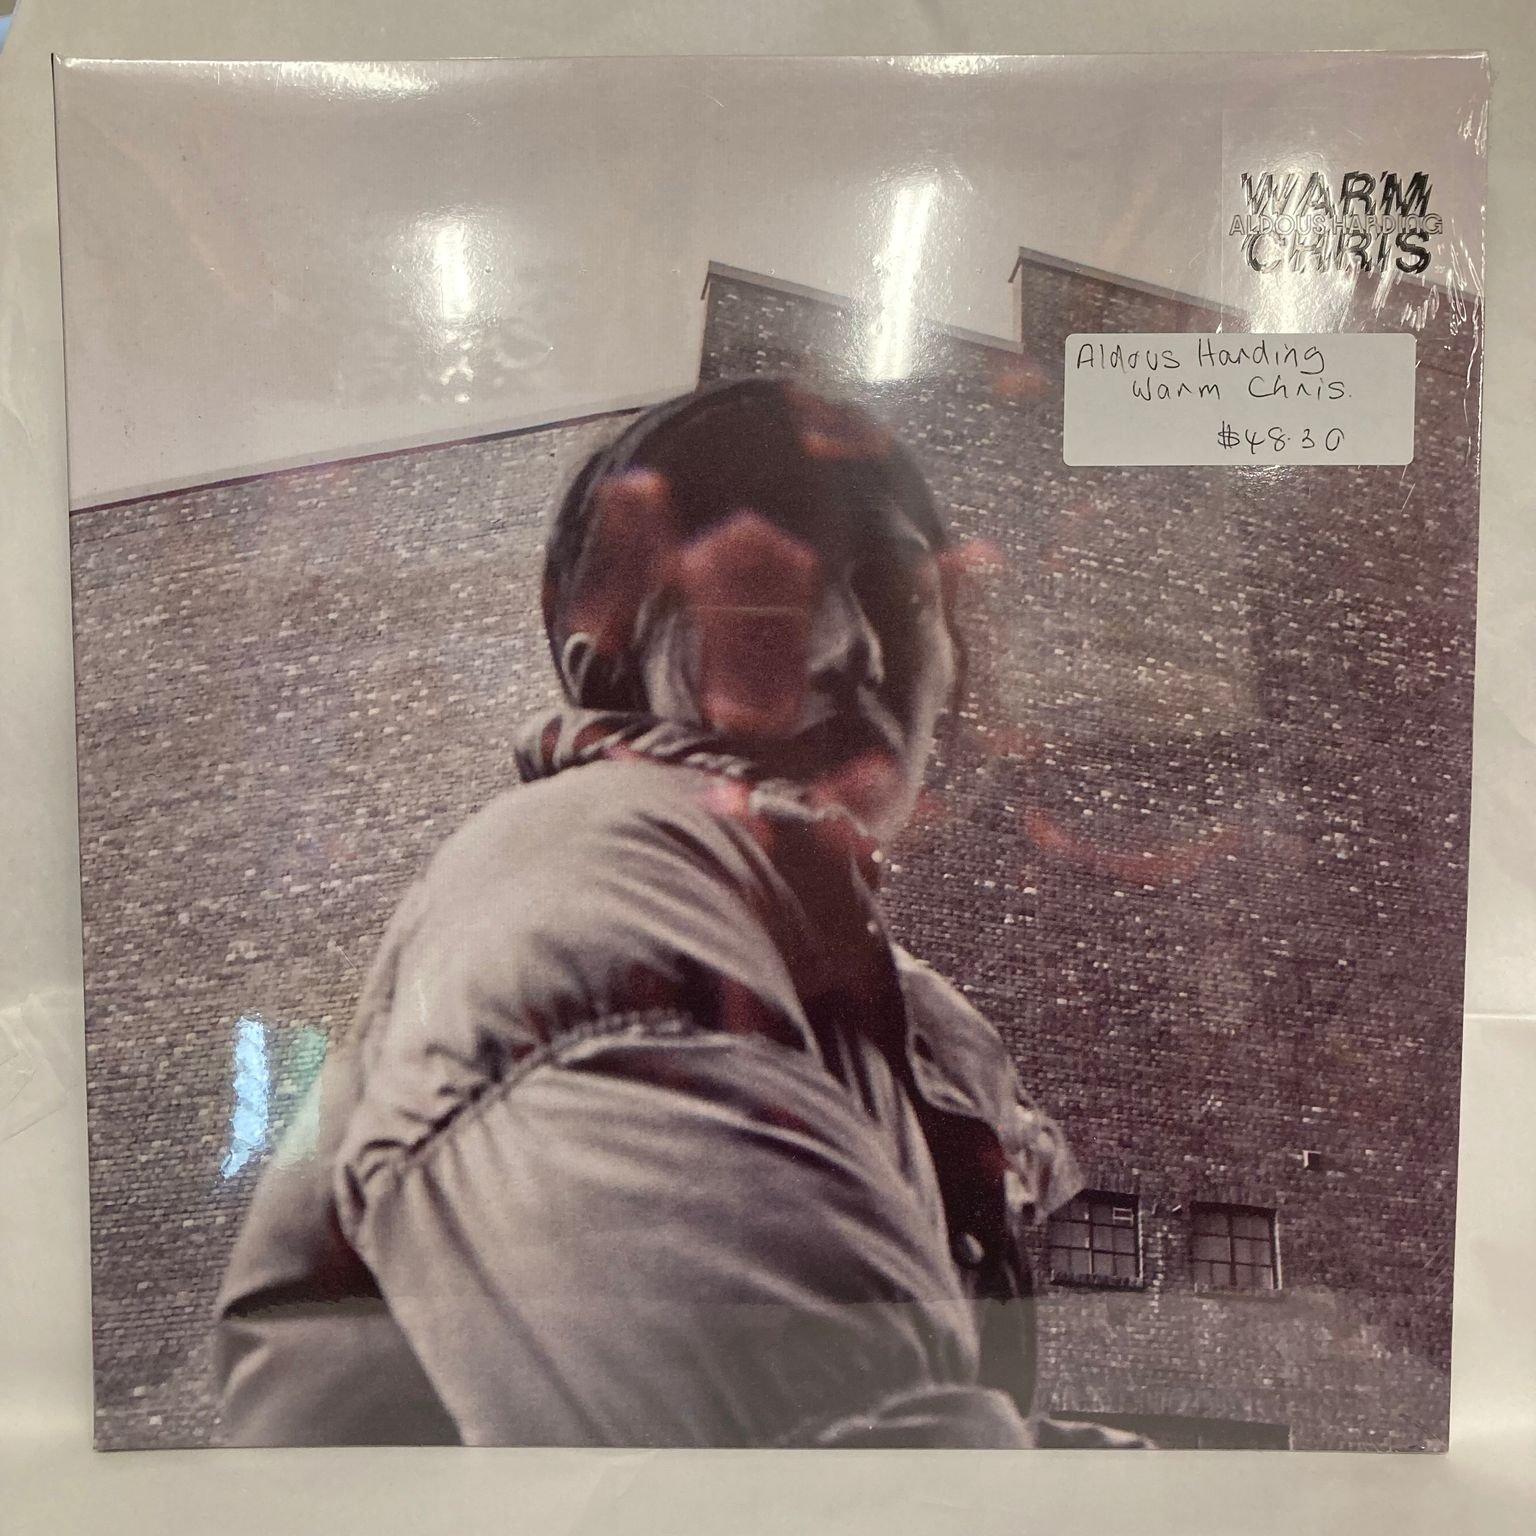 WARM
ALDOUS HARDING
CHRIS
Aldous Harding
Warm Chris.
$48.30